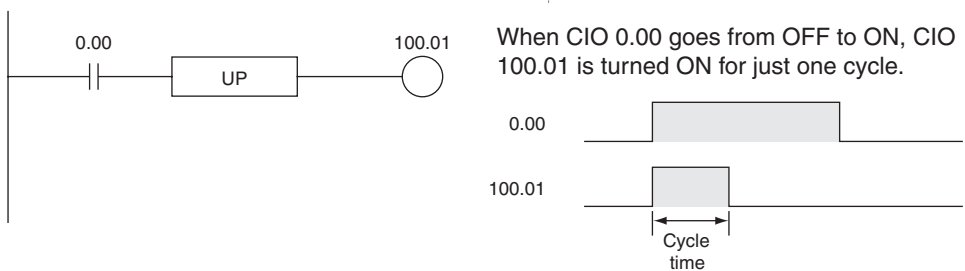 0.00
100.01
UP
When CIO 0.00 goes from OFF to ON, CIO
100.01 is turned ON for just one cycle.
0.00
100.01
Cycle
time